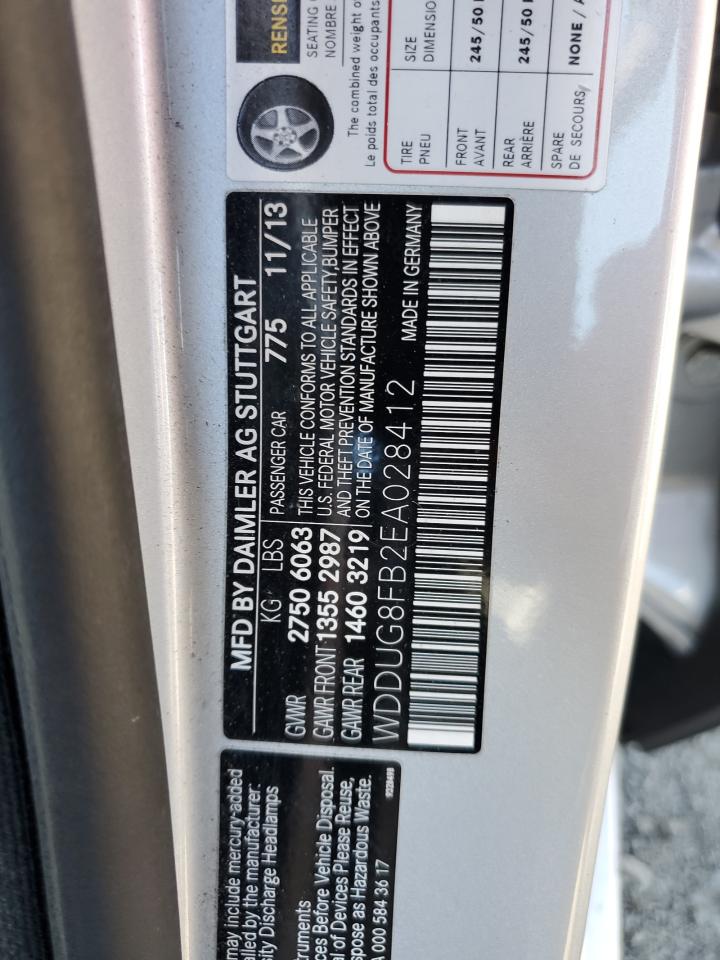 RENSEI
SEATING
NOMBRE
The combined weight of
Le poids total des occupants
TIRE SIZE
PNEU DIMENSIO
FRONT 245/50
AVANT
REAR 245/50
ARRIÈRE
SPARE NONE / A
DE SECOURS
MFD BY DAIMLER AG STUTTGART
KG LBS PASSENGER CAR 775 11/13
GVWR 2750 6063 THIS VEHICLE CONFORMS TO ALL APPLICABLE
GAWR FRONT 1355 2987 U.S. FEDERAL MOTOR VEHICLE SAFETY, BUMPER
GAWR REAR 1460 3219 AND THEFT PREVENTION STANDARDS IN EFFECT
ON THE DATE OF MANUFACTURE SHOWN ABOVE
WDDUG8FB2EA028412 MADE IN GERMANY
may include mercury-added
alled by the manufacturer:
sity Discharge Headlamps
truments
ces Before Vehicle Disposal.
al of Devices Please Reuse,
spose as Hazardous Waste.
A 000 584 36 17